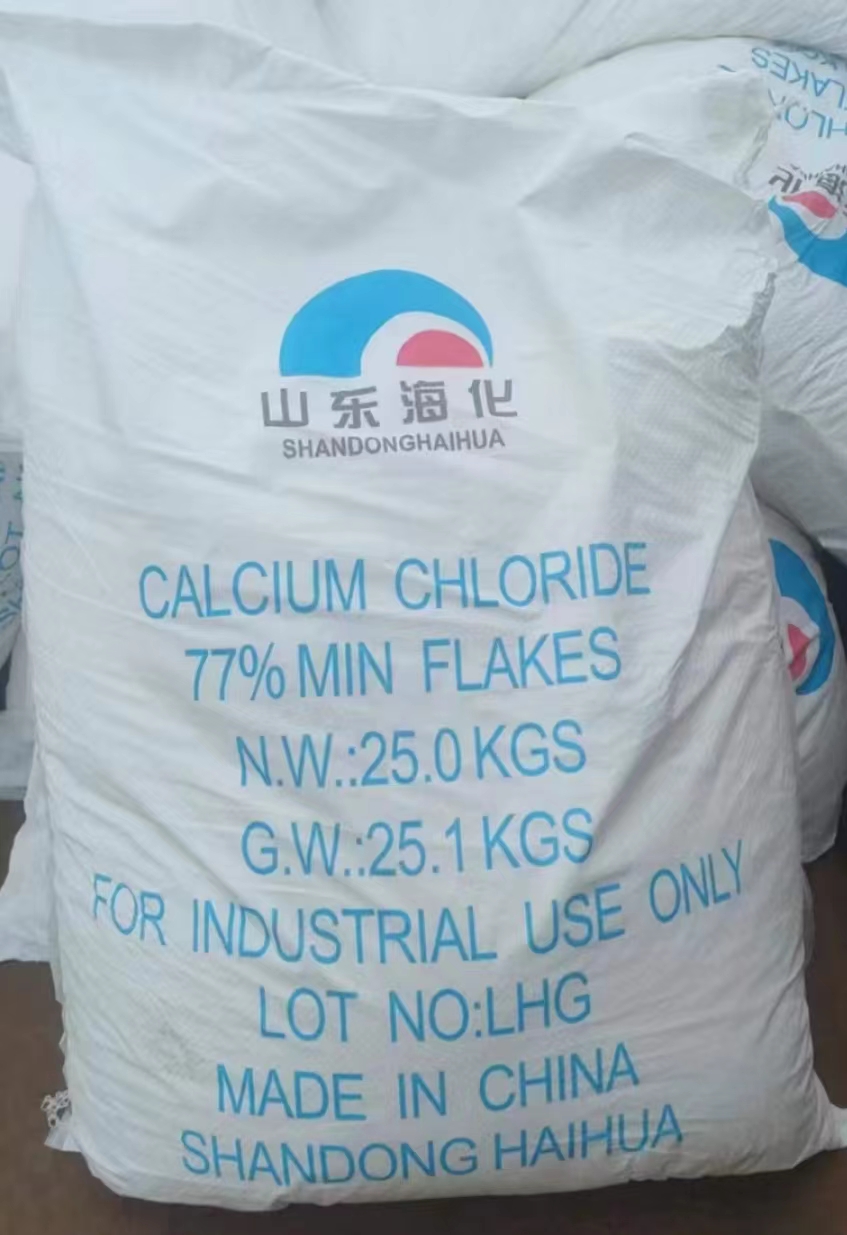 山东海化
SHANDONGHAIHUA
CALCIUM CHLORIDE
77% MIN FLAKES
N.W.:25.0 KGS
G.W.:25.1 KGS
FOR INDUSTRIAL USE ONLY
LOT NO:LHG
MADE IN CHINA
SHANDONG HAIHUA